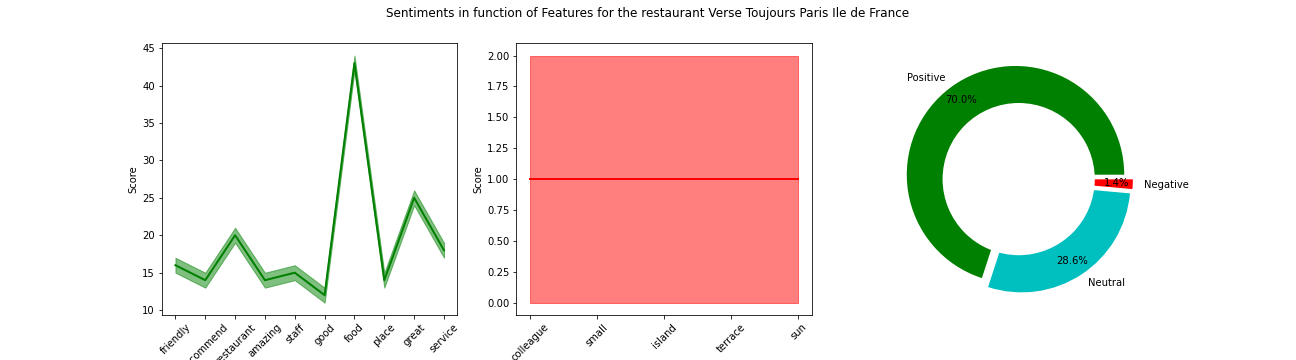 Sentiments in function of Features for the restaurant Verse Toujours Paris Ile de France
45
40
35
30
25
20
15
10
Score
friendly
commend
estaurant
amazing
staff
good
food
place
great
service
2.00
1.75
1.50
1.25
1.00
0.75
0.50
0.25
0.00
Score
colleague
small
island
terrace
sun
Positive
70.0%
1.4%
Negative
28.6%
Neutral